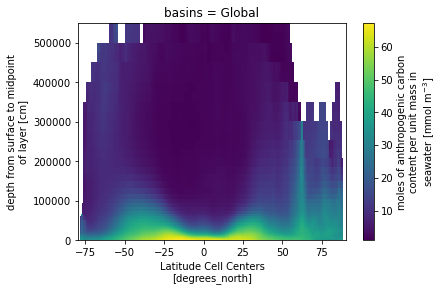 basins = Global
500000
400000
300000
200000
100000
0
depth from surface to midpoint
of layer [cm]
−75
−50
−25
0
25
50
75
Latitude Cell Centers
[degrees_north]
60
50
40
30
20
10
moles of anthropogenic carbon
content per unit mass in
seawater [mmol m⁻³]